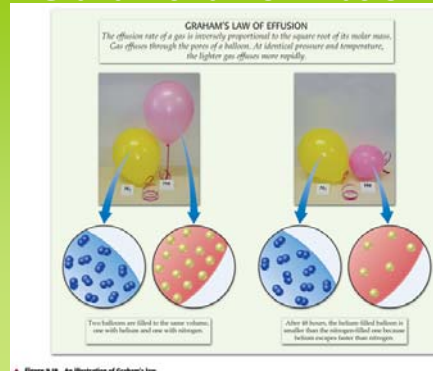 GRAHAM'S LAW OF EFFUSION
The effusion rate of a gas is inversely proportional to the square root of its molar mass.
Gas effuses through the pores of a balloon. At identical pressure and temperature,
the lighter gas effuses more rapidly.
N₂
He
N₂
He
Two balloons are filled to the same volume,
one with helium and one with nitrogen.
After 48 hours, the helium-filled balloon is
smaller than the nitrogen-filled one because
helium escapes faster than nitrogen.
An illustration of Graham's law